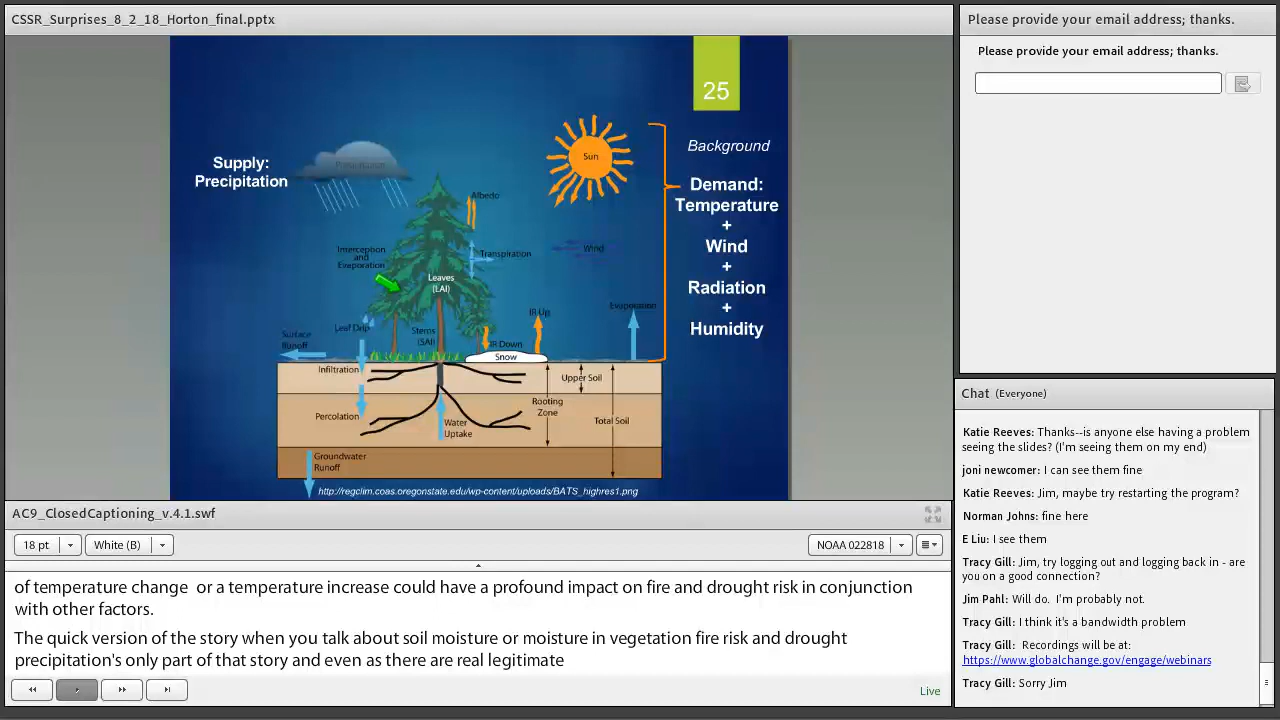 CSSR_Surprises_8_2_18_Horton_final.pptx
25
Supply:
Precipitation
Precipitation
Sun
Background
Demand:
Temperature
+
Wind
+
Radiation
+
Humidity
Albedo
Interception
and
Evaporation
Transpiration
Wind
Leaves
(LAI)
Evaporation
IR Up
Leaf Drip
Stems
(SAI)
Surface
Runoff
IR Down
Snow
Infiltration
Upper Soil
Rooting
Zone
Percolation
Total Soil
Water
Uptake
Groundwater
Runoff
http://regclim.coas.oregonstate.edu/wp-content/uploads/BATS_highres1.png
AC9_ClosedCaptioning_v.4.1.swf
18 pt
White (B)
NOAA 022818
of temperature change or a temperature increase could have a profound impact on fire and drought risk in conjunction
with other factors.
The quick version of the story when you talk about soil moisture or moisture in vegetation fire risk and drought
precipitation's only part of that story and even as there are real legitimate
Live
Please provide your email address; thanks.
Please provide your email address; thanks.
Chat (Everyone)
Katie Reeves: Thanks--is anyone else having a problem
seeing the slides? (I'm seeing them on my end)
joni newcomer: I can see them fine
Katie Reeves: Jim, maybe try restarting the program?
Norman Johns: fine here
E Liu: I see them
Tracy Gill: Jim, try logging out and logging back in - are
you on a good connection?
Jim Pahl: Will do. I'm probably not.
Tracy Gill: I think it's a bandwidth problem
Tracy Gill: Recordings will be at:
https://www.globalchange.gov/engage/webinars
Tracy Gill: Sorry Jim